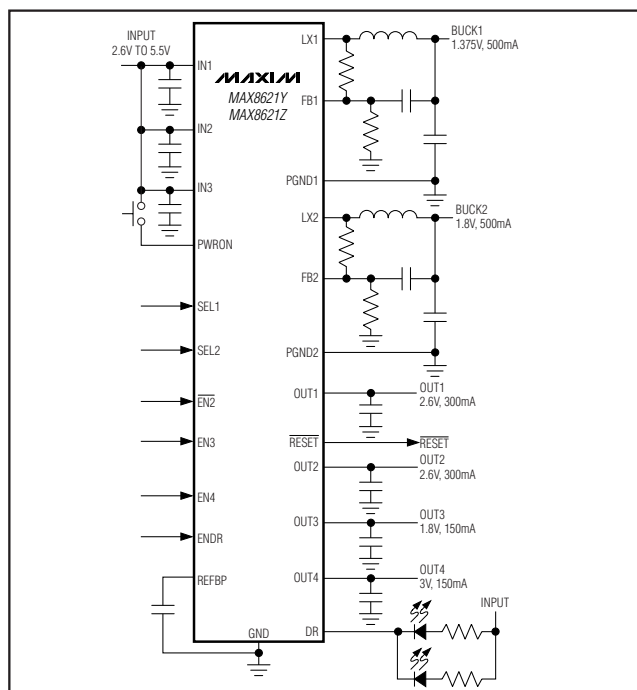 INPUT
2.6V TO 5.5V
IN1
IN2
IN3
PWRON
SEL1
SEL2
EN2
EN3
EN4
ENDR
REFBP
MAXIM
MAX8621Y
MAX8621Z
GND
LX1
FB1
PGND1
LX2
FB2
PGND2
OUT1
RESET
OUT2
OUT3
OUT4
DR
BUCK1
1.375V, 500mA
BUCK2
1.8V, 500mA
OUT1
2.6V, 300mA
RESET
OUT2
2.6V, 300mA
OUT3
1.8V, 150mA
OUT4
3V, 150mA
INPUT